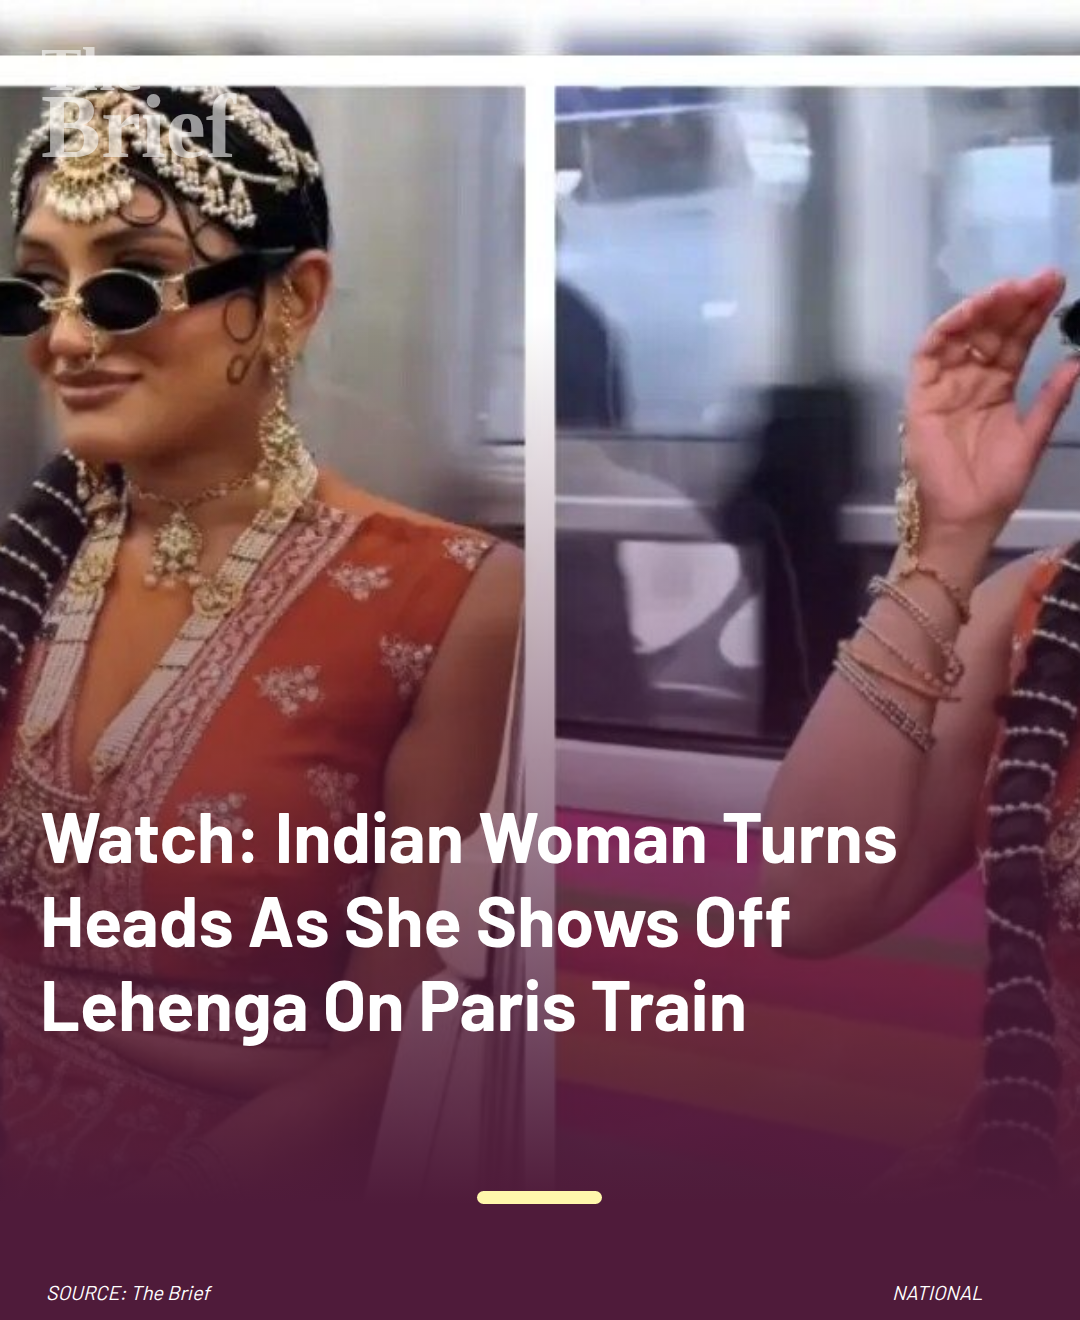 The
Brief
Watch: Indian Woman Turns
Heads As She Shows Off
Lehenga On Paris Train
SOURCE: The Brief
NATIONAL